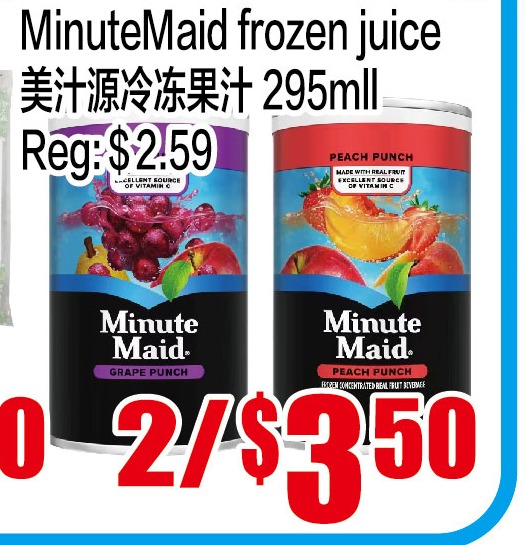 MinuteMaid frozen juice
美汁源冷冻果汁 295mll
Reg: $2.59
EXCELLENT SOURCE
OF VITAMIN C
Minute
Maid®
GRAPE PUNCH
PEACH PUNCH
MADE WITH REAL FRUIT
EXCELLENT SOURCE
OF VITAMIN C
Minute
Maid®
PEACH PUNCH
FROZEN CONCENTRATED REAL FRUIT BEVERAGE
0
2/$3.50